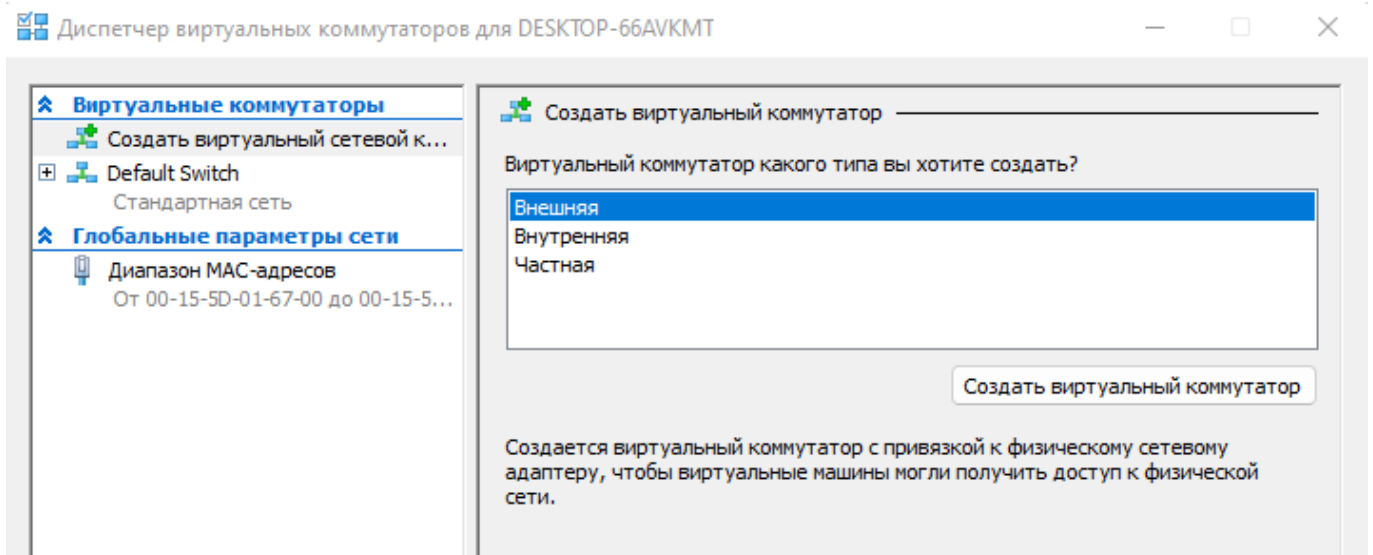 Диспетчер виртуальных коммутаторов для DESKTOP-66AVKMT
Виртуальные коммутаторы
Создать виртуальный сетевой к...
Default Switch
Стандартная сеть
Глобальные параметры сети
Диапазон MAC-адресов
От 00-15-5D-01-67-00 до 00-15-5...
Создать виртуальный коммутатор
Виртуальный коммутатор какого типа вы хотите создать?
Внешняя
Внутренняя
Частная
Создать виртуальный коммутатор
Создается виртуальный коммутатор с привязкой к физическому сетевому
адаптеру, чтобы виртуальные машины могли получить доступ к физической
сети.